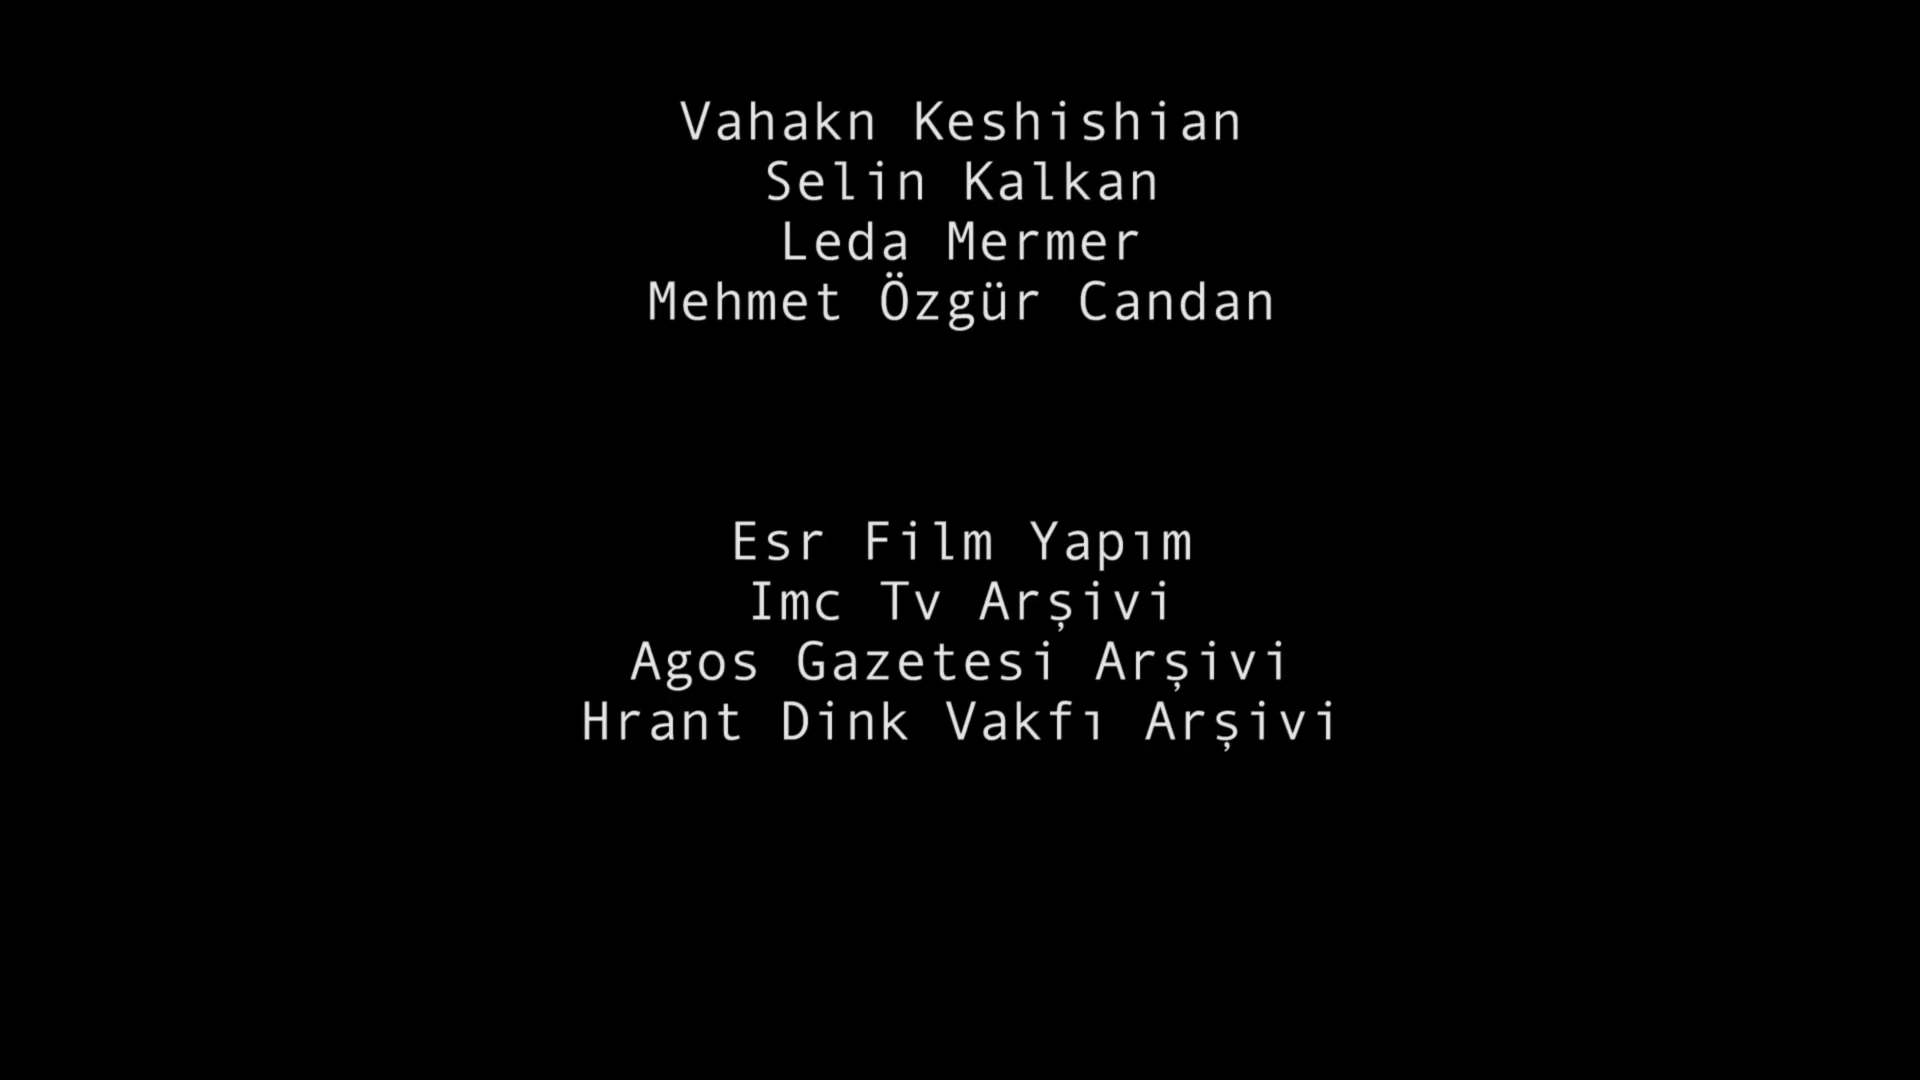 Vahakn Keshishian
Selin Kalkan
Leda Mermer
Mehmet Özgür Candan
Esr Film Yapım
Imc Tv Arşivi
Agos Gazetesi Arşivi
Hrant Dink Vakfı Arşivi